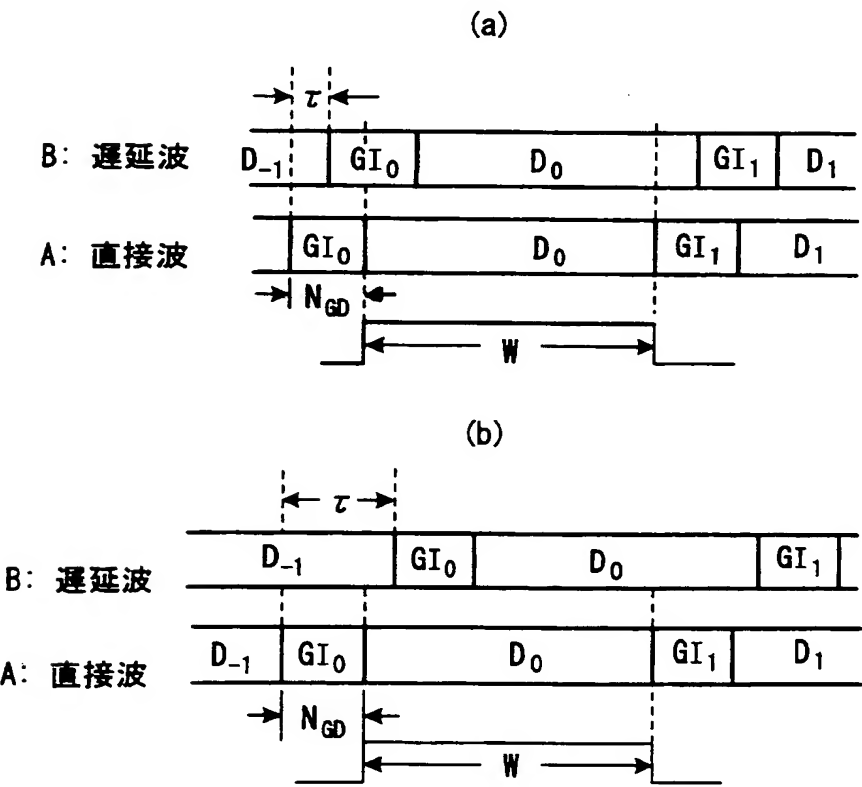 (a)
τ
B: 遅延波 D₋₁ GI₀ D₀ GI₁ D₁
A: 直接波 GI₀ D₀ GI₁ D₁
N_GD
W
(b)
τ
B: 遅延波 D₋₁ GI₀ D₀ GI₁
A: 直接波 D₋₁ GI₀ D₀ GI₁ D₁
N_GD
W